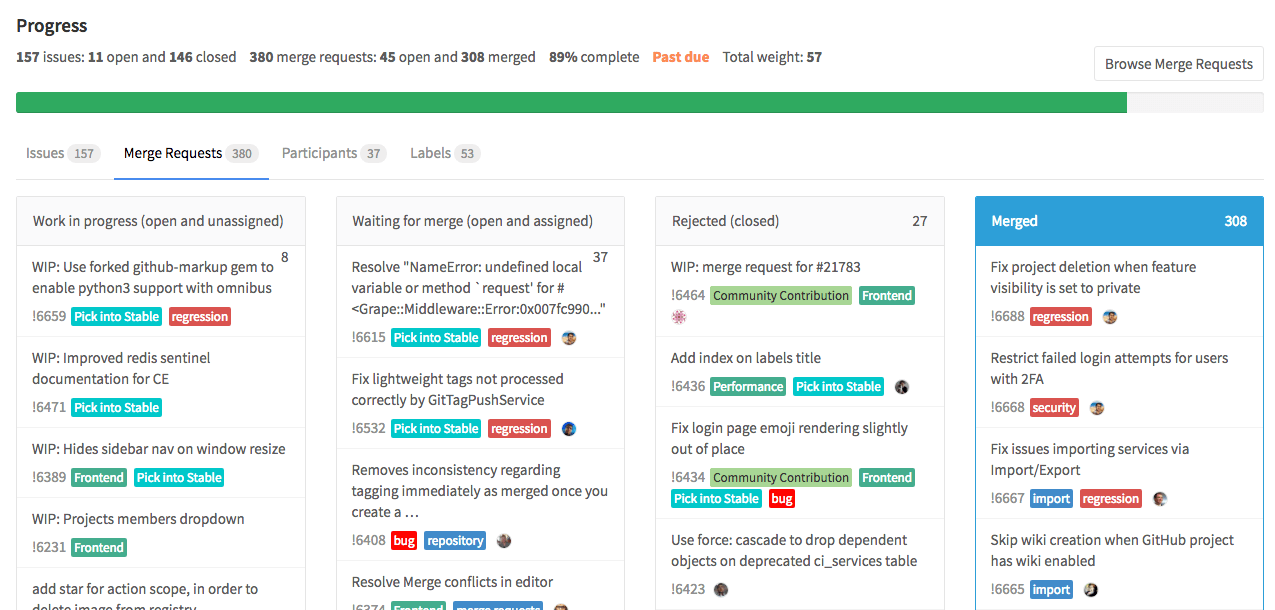 Progress
157 issues: 11 open and 146 closed 380 merge requests: 45 open and 308 merged 89% complete Past due Total weight: 57
Browse Merge Requests
Issues 157 Merge Requests 380 Participants 37 Labels 53
Work in progress (open and unassigned)
8
WIP: Use forked github-markup gem to
enable python3 support with omnibus
!6659 Pick into Stable regression
WIP: Improved redis sentinel
documentation for CE
!6471 Pick into Stable
WIP: Hides sidebar nav on window resize
!6389 Frontend Pick into Stable
WIP: Projects members dropdown
!6231 Frontend
add star for action scope, in order to
delete image from registry
Waiting for merge (open and assigned)
37
Resolve "NameError: undefined local
variable or method `request' for #
<Grape::Middleware::Error:0x007fc990..."
!6615 Pick into Stable regression
Fix lightweight tags not processed
correctly by GitTagPushService
!6532 Pick into Stable regression
Removes inconsistency regarding
tagging immediately as merged once you
create a …
!6408 bug repository
Resolve Merge conflicts in editor
!6374 Frontend merge requests
Rejected (closed) 27
WIP: merge request for #21783
!6464 Community Contribution Frontend
Add index on labels title
!6436 Performance Pick into Stable
Fix login page emoji rendering slightly
out of place
!6434 Community Contribution Frontend
Pick into Stable bug
Use force: cascade to drop dependent
objects on deprecated ci_services table
!6423
Merged 308
Fix project deletion when feature
visibility is set to private
!6688 regression
Restrict failed login attempts for users
with 2FA
!6668 security
Fix issues importing services via
Import/Export
!6667 import regression
Skip wiki creation when GitHub project
has wiki enabled
!6665 import